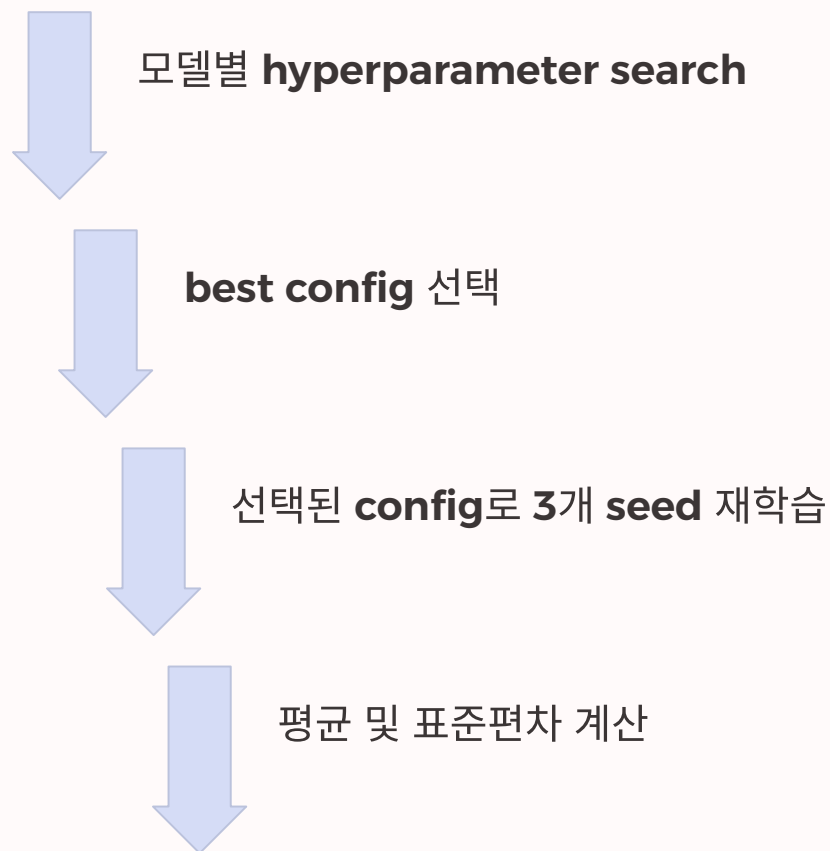 모델별 hyperparameter search
best config 선택
선택된 config로 3개 seed 재학습
평균 및 표준편차 계산